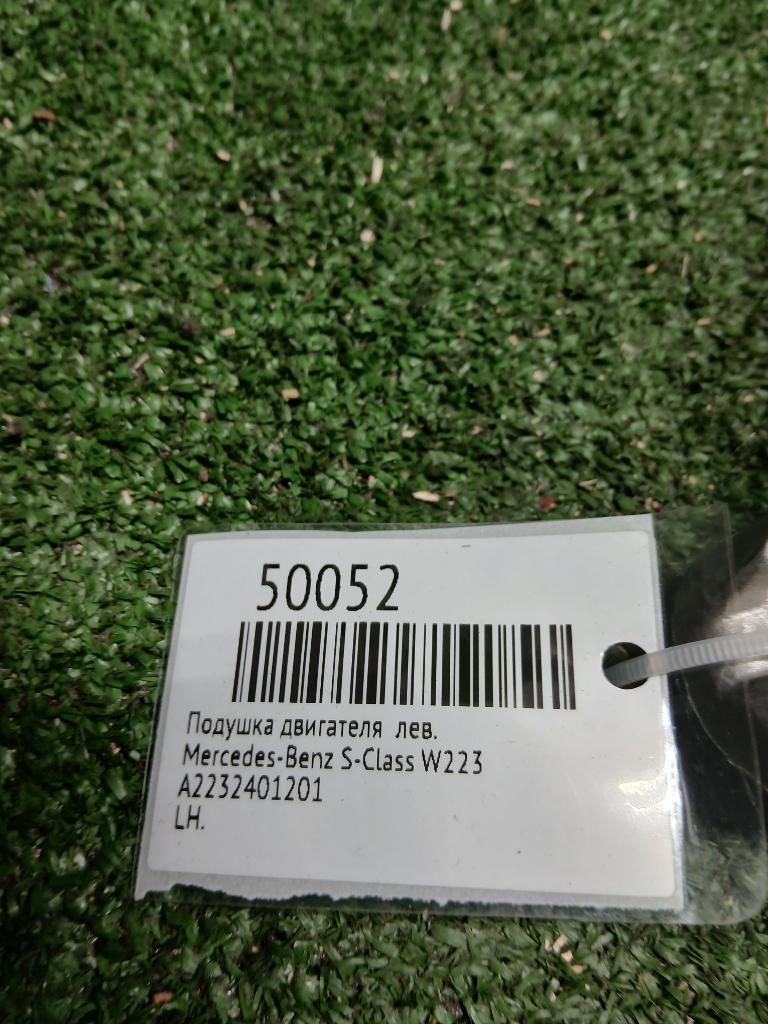 50052
Подушка двигателя лев.
Mercedes-Benz S-Class W223
A2232401201
LH.